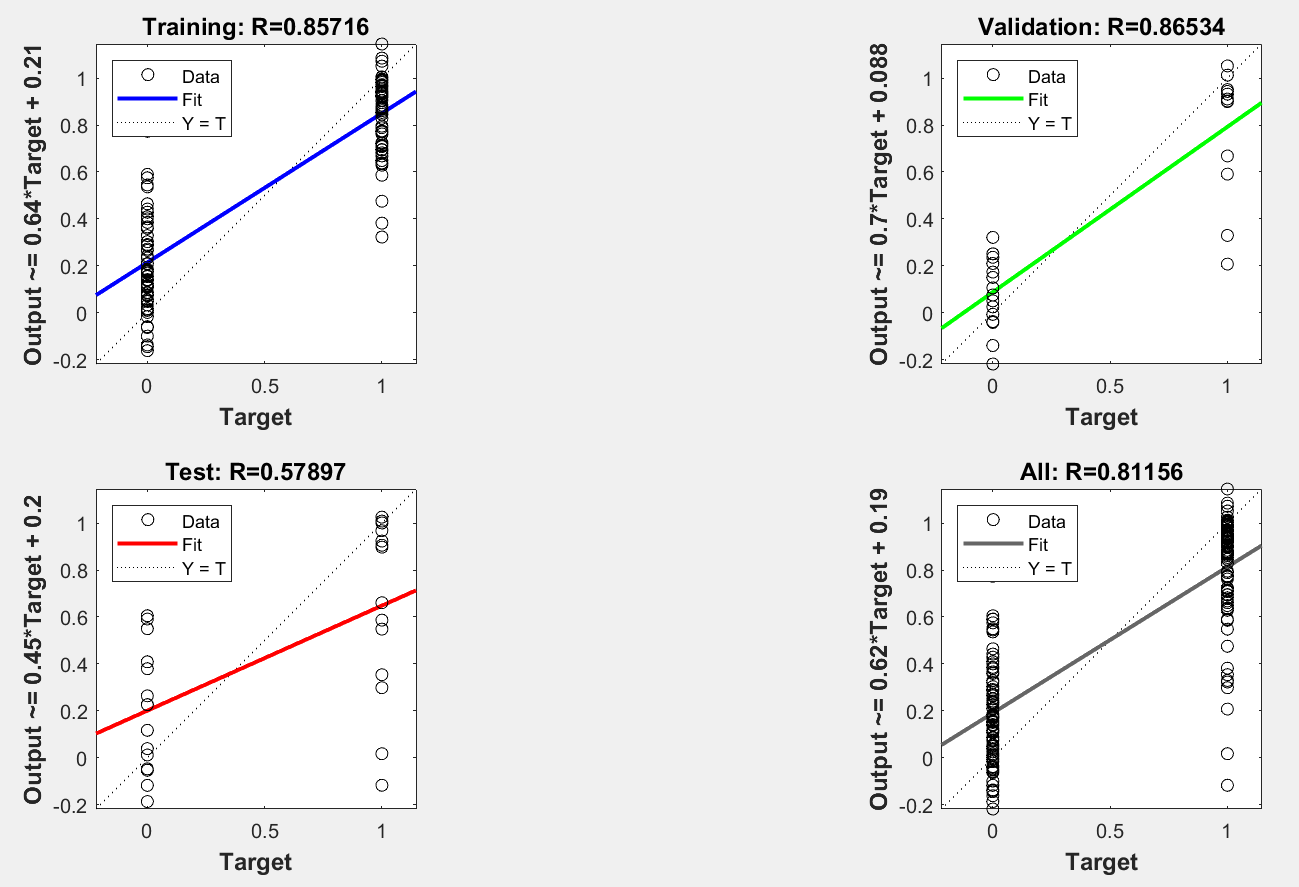 Training: R=0.85716
Output ~= 0.64*Target + 0.21
1
0.8
0.6
0.4
0.2
0
-0.2
Data
Fit
Y = T
0
0.5
1
Target
Validation: R=0.86534
Output ~= 0.7*Target + 0.088
1
0.8
0.6
0.4
0.2
0
-0.2
Data
Fit
Y = T
0
0.5
1
Target
Test: R=0.57897
Output ~= 0.45*Target + 0.2
1
0.8
0.6
0.4
0.2
0
-0.2
Data
Fit
Y = T
0
0.5
1
Target
All: R=0.81156
Output ~= 0.62*Target + 0.19
1
0.8
0.6
0.4
0.2
0
-0.2
Data
Fit
Y = T
0
0.5
1
Target